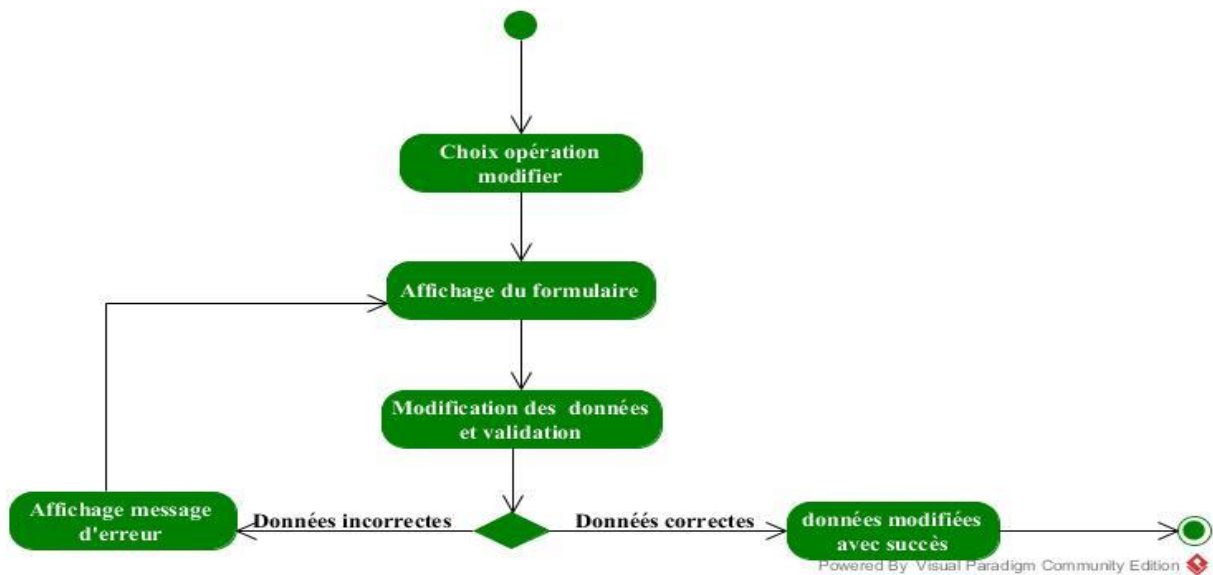 Choix opération
modifier
Affichage du formulaire
Modification des  données
et validation
Affichage message
d'erreur
Données incorrectes
Donnéés correctes
données modifiées
avec succès
Powered By Visual Paradigm Community Edition